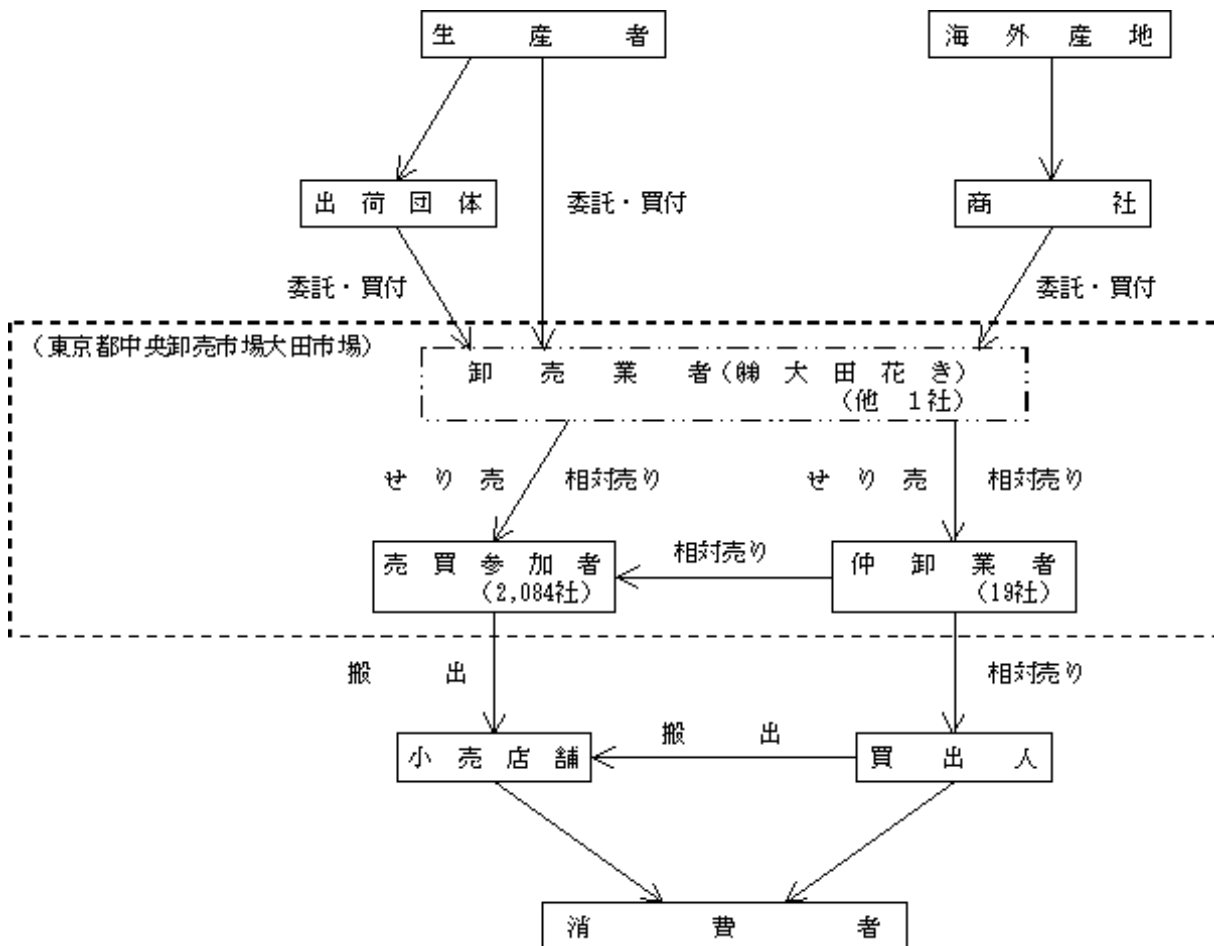 生産者
海外産地
出荷団体
委託・買付
商社
委託・買付
委託・買付
（東京都中央卸売市場大田市場）
卸売業者（㈱大田花き）
（他　1社）
せり売　相対売り
せり売　相対売り
売買参加者
（2,084社）
相対売り
仲卸業者
（19社）
搬出
相対売り
小売店舗
搬出
買出人
消費者